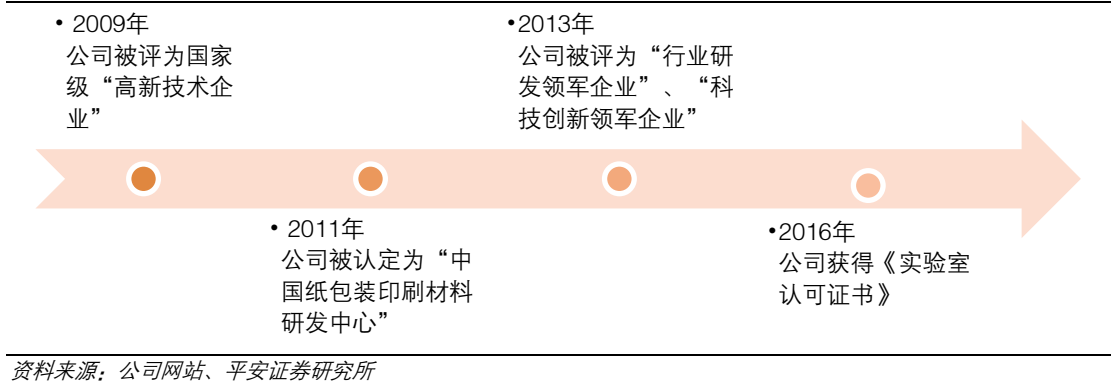 • 2009年
公司被评为国家
级“高新技术企
业”
•2013年
公司被评为“行业研
发领军企业”、“科
技创新领军企业”
• 2011年
公司被认定为“中
国纸包装印刷材料
研发中心”
•2016年
公司获得《实验室
认可证书》
资料来源：公司网站、平安证券研究所